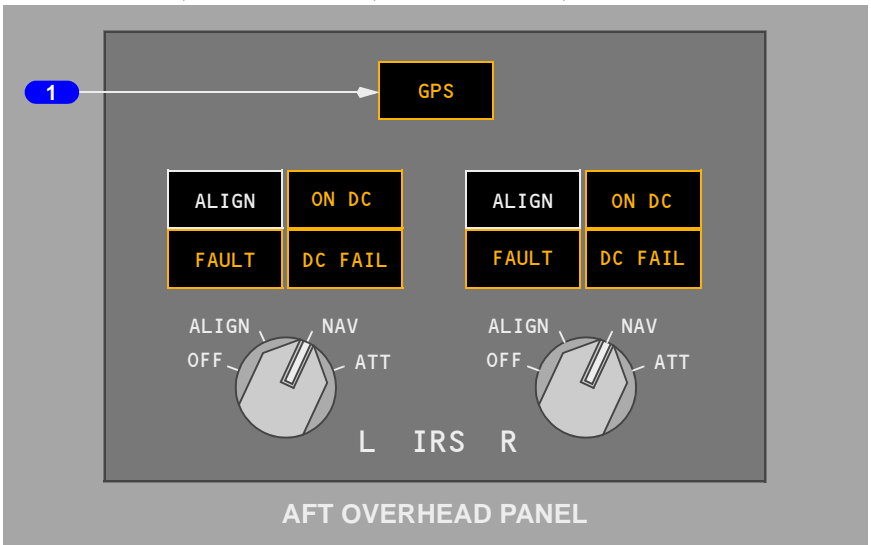 1
GPS
ALIGN ON DC ALIGN ON DC
FAULT DC FAIL FAULT DC FAIL
ALIGN NAV ALIGN NAV
OFF ATT OFF ATT
L IRS R
AFT OVERHEAD PANEL